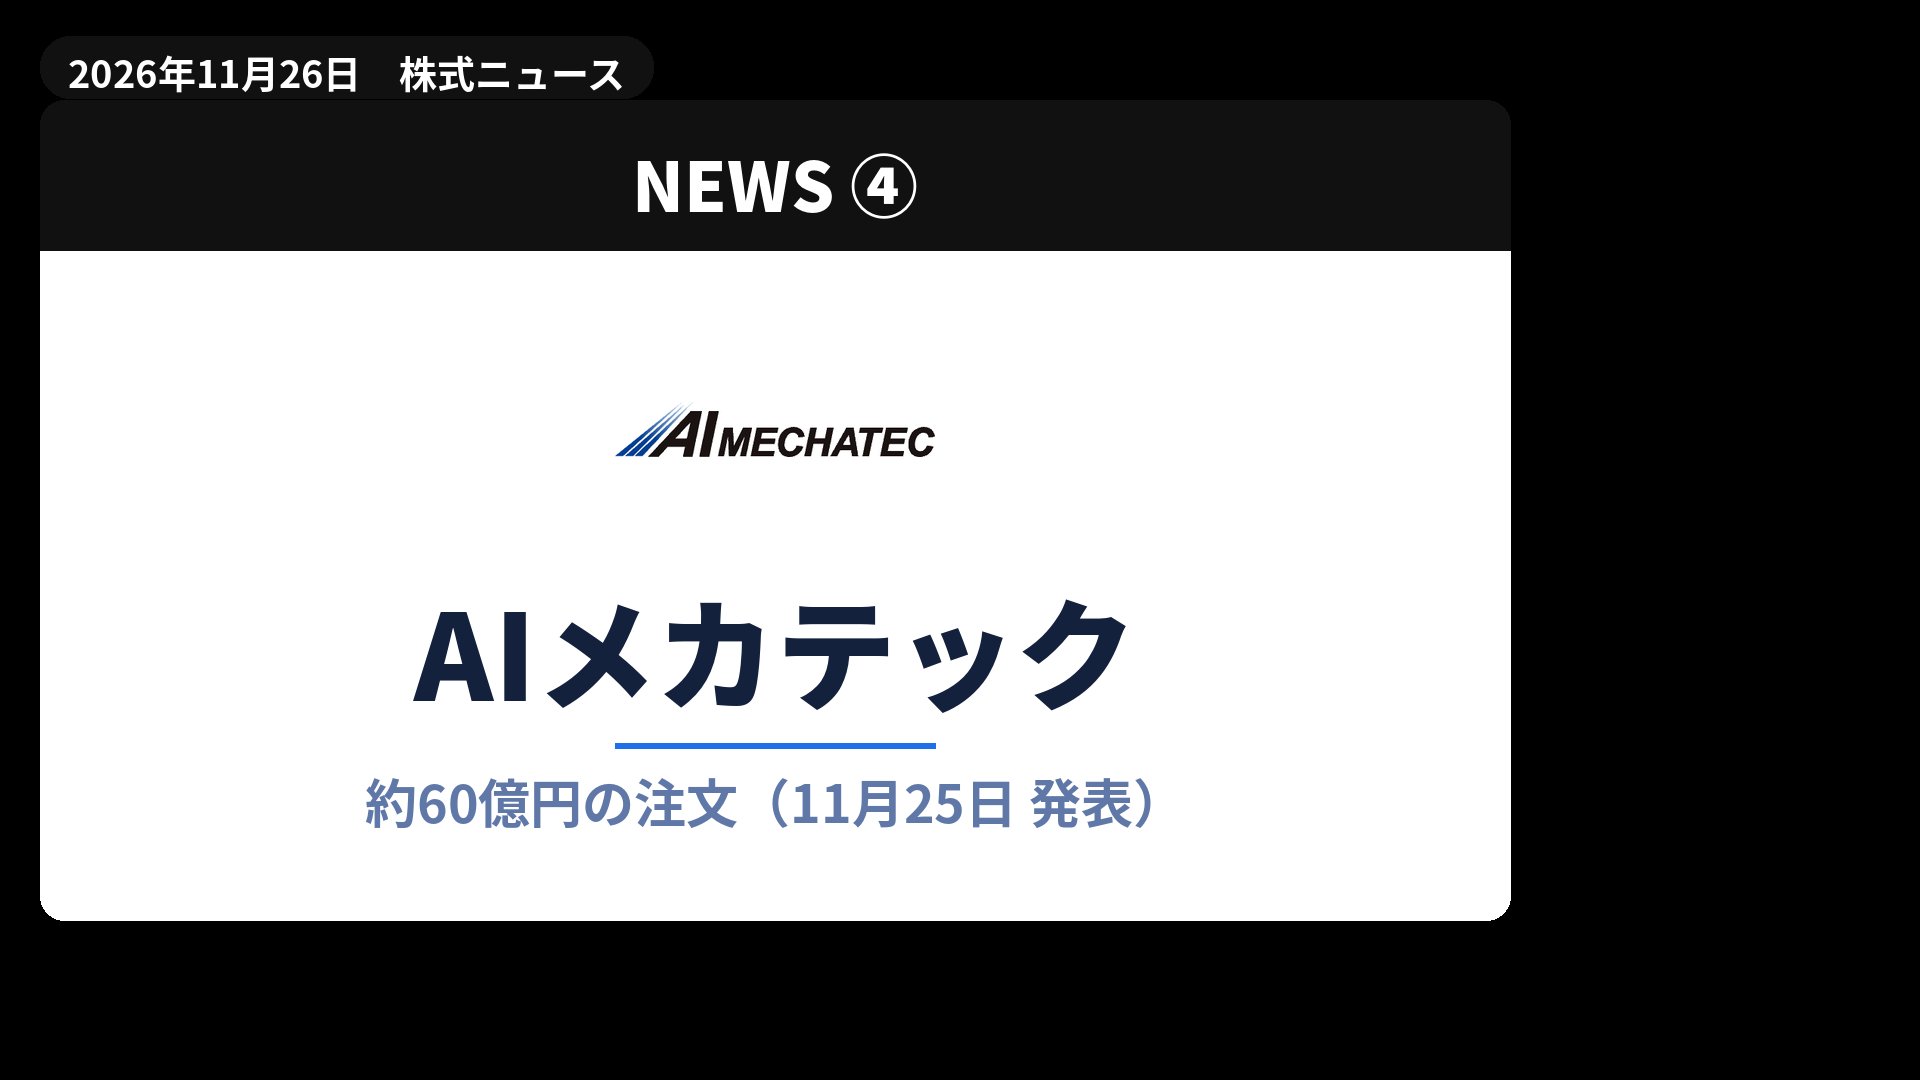 2026年11月26日　株式ニュース
NEWS ④
AI MECHATEC
AIメカテック
約60億円の注文（11月25日 発表）